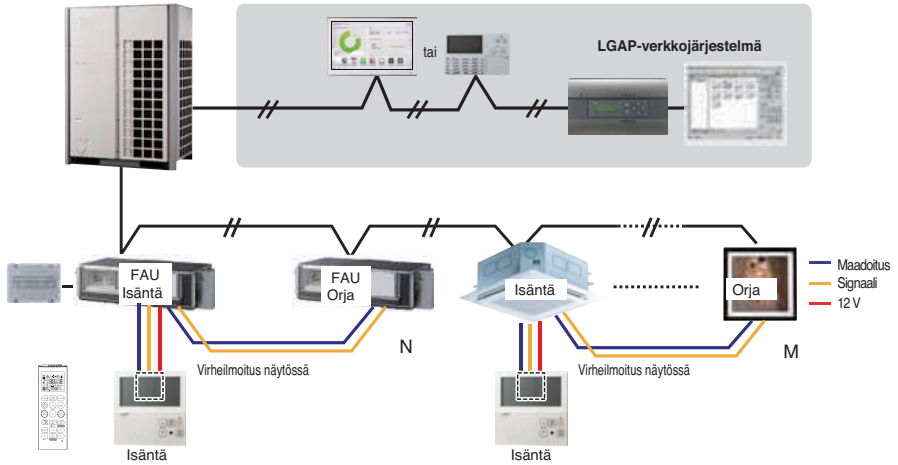 tai
LGAP-verkkojärjestelmä
FAU
Isäntä
FAU
Orja
Isäntä
Orja
Maadoitus
Signaali
12 V
N
M
Virheilmoitus näytössä
Virheilmoitus näytössä
Isäntä
Isäntä